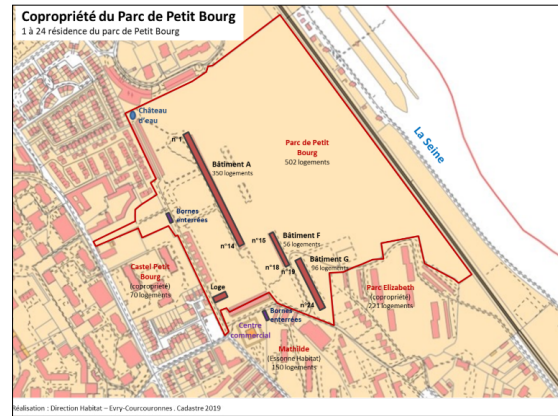 Copropriété du Parc de Petit Bourg
1 à 24 résidence du parc de Petit Bourg
Château
d'eau
n°1
Bâtiment A
350 logements
Parc de Petit
Bourg
502 logements
La Seine
Bornes
enterrées
n°14
n°15
Bâtiment F
56 logements
n°18
n°19
Bâtiment G
96 logements
n°24
Castel Petit
Bourg
(copropriété)
70 logements
Loge
Parc Elizabeth
(copropriété)
221 logements
Bornes
enterrées
Centre
commercial
Mathilde
(Essonne Habitat)
150 logements
Réalisation : Direction Habitat – Evry-Courcouronnes . Cadastre 2019